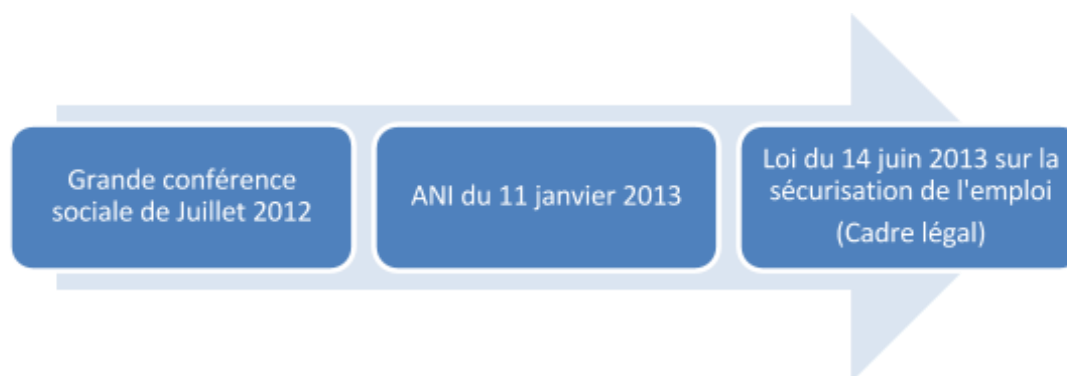 Grande conférence
sociale de Juillet 2012
ANI du 11 janvier 2013
Loi du 14 juin 2013 sur la
sécurisation de l'emploi
(Cadre légal)